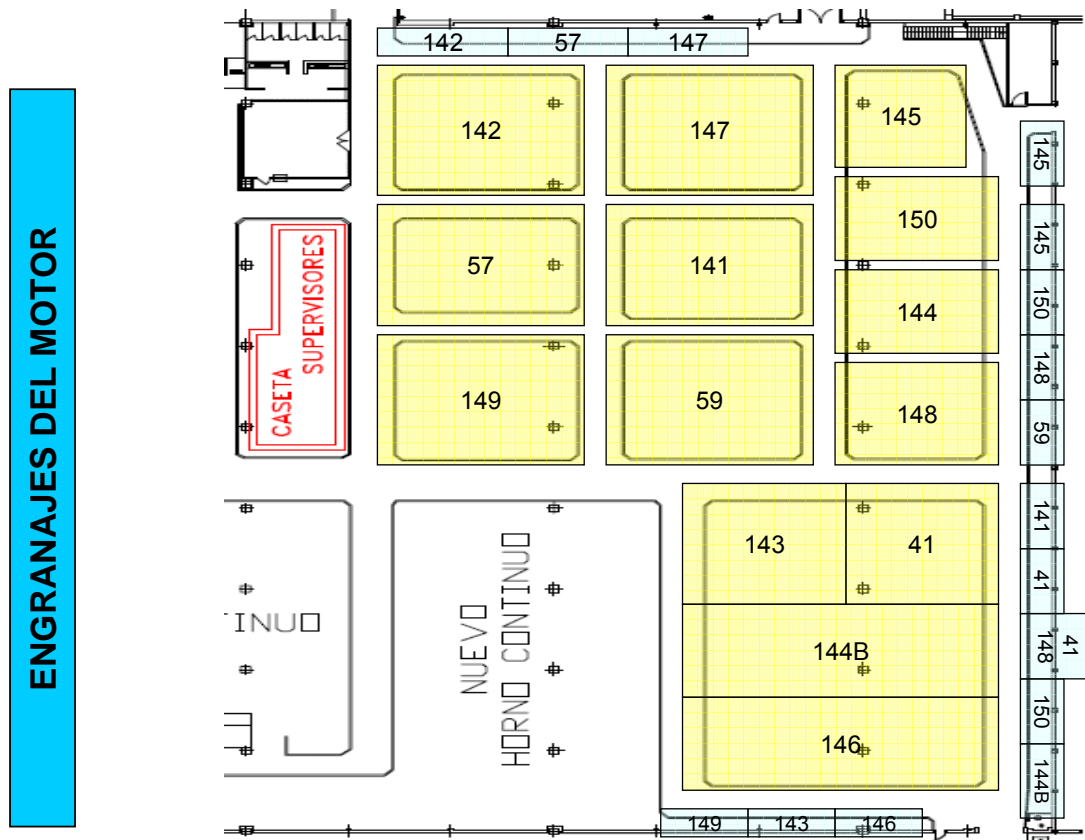 ENGRANAJES DEL MOTOR
142 57 147
142 147 145
145
150
57 141
145
CASETA
SUPERVISORES
144
150
149 59 148
148
59
143 41
141
TINUO
NUEVO
HORNO CONTINUO
41
144B
148 41
146
150
144B
149 143 146